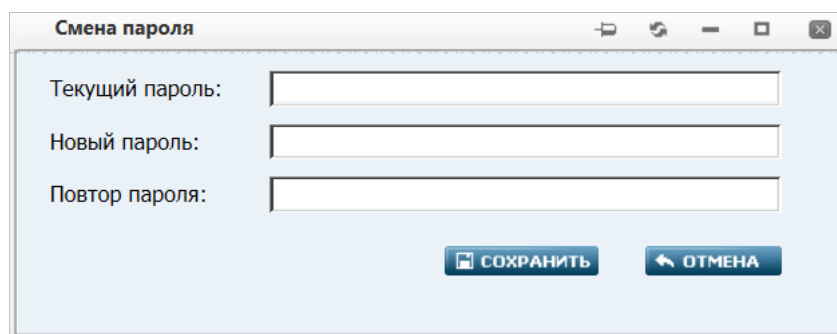 Смена пароля
Текущий пароль:
Новый пароль:
Повтор пароля:
СОХРАНИТЬ ОТМЕНА